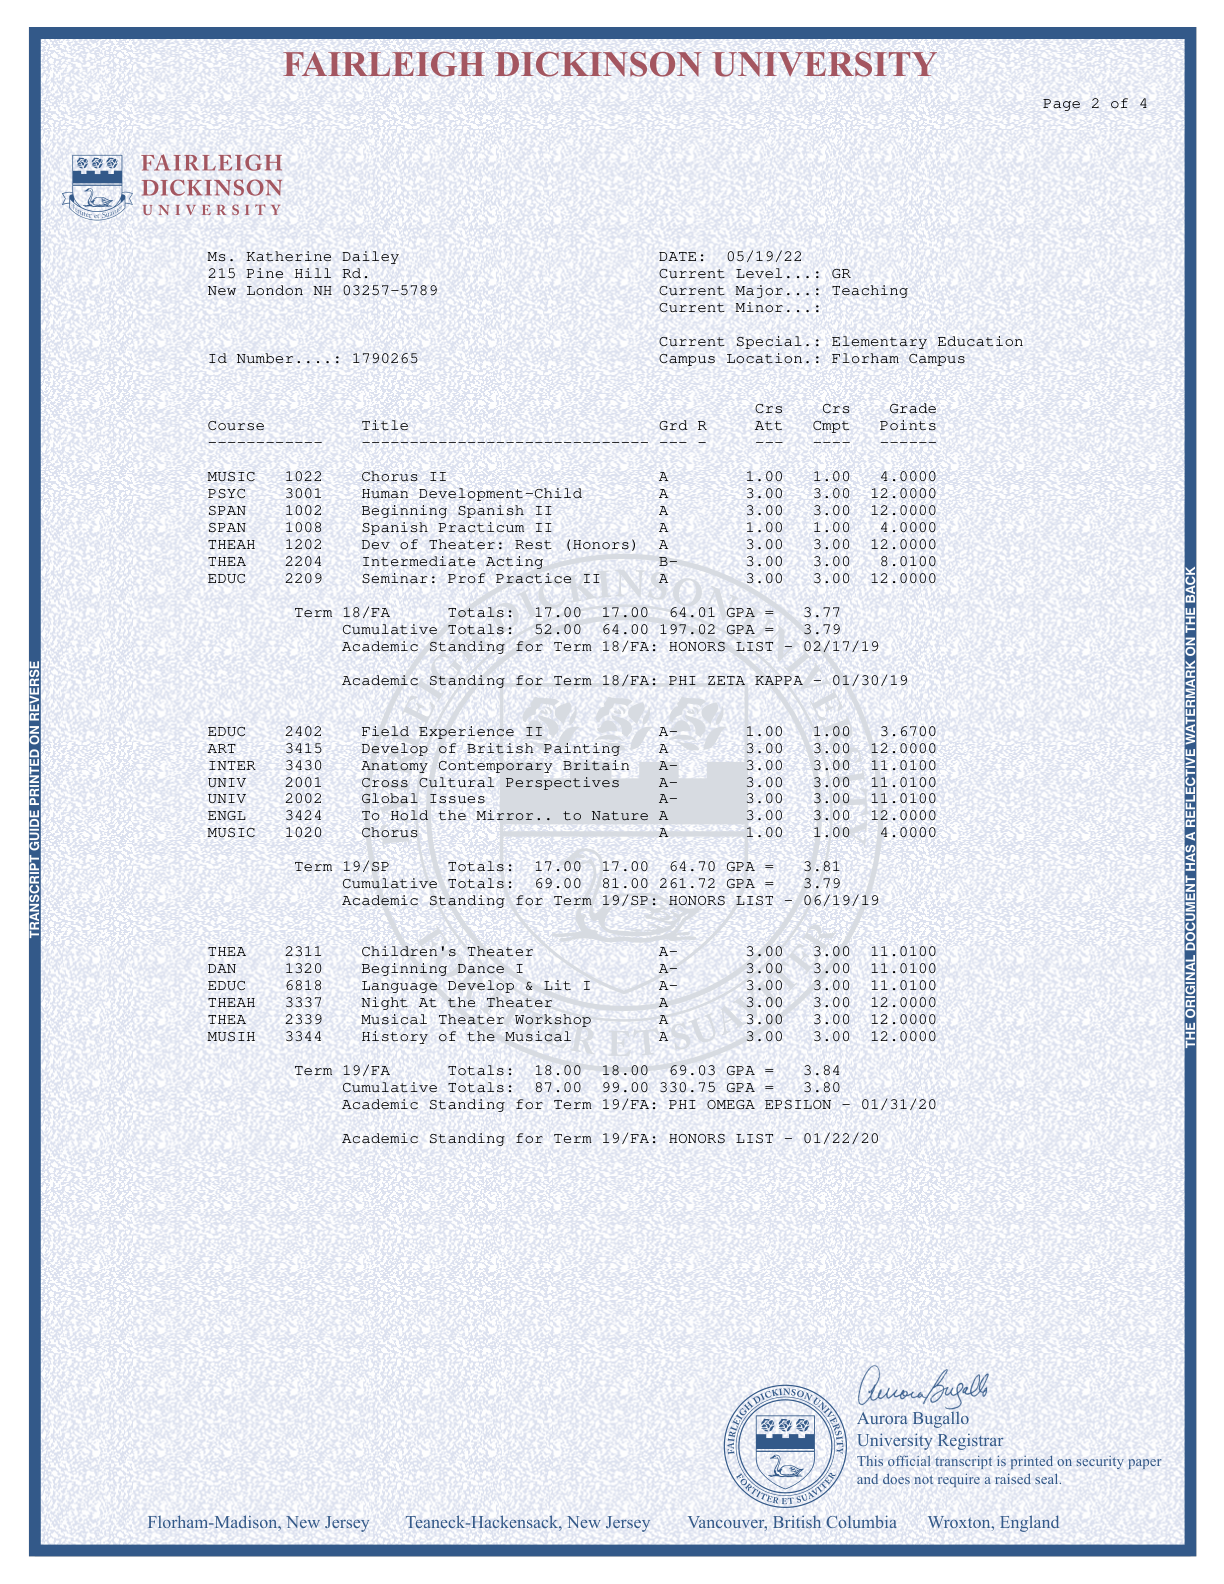 FAIRLEIGH DICKINSON UNIVERSITY
Page 2 of 4
FAIRLEIGH
DICKINSON
UNIVERSITY
Fortiter et Suaviter
Ms. Katherine Dailey DATE: 05/19/22
215 Pine Hill Rd. Current Level...: GR
New London NH 03257-5789 Current Major...: Teaching
Current Minor...:
Current Special.: Elementary Education
Id Number....: 1790265 Campus Location.: Florham Campus
Crs Crs Grade
Course Title Grd R Att Cmpt Points
------------ ------------------------------ --- - --- ---- ------
MUSIC 1022 Chorus II A 1.00 1.00 4.0000
PSYC 3001 Human Development-Child A 3.00 3.00 12.0000
SPAN 1002 Beginning Spanish II A 3.00 3.00 12.0000
SPAN 1008 Spanish Practicum II A 1.00 1.00 4.0000
THEAH 1202 Dev of Theater: Rest (Honors) A 3.00 3.00 12.0000
THEA 2204 Intermediate Acting B- 3.00 3.00 8.0100
EDUC 2209 Seminar: Prof Practice II A 3.00 3.00 12.0000
Term 18/FA Totals: 17.00 17.00 64.01 GPA = 3.77
Cumulative Totals: 52.00 64.00 197.02 GPA = 3.79
Academic Standing for Term 18/FA: HONORS LIST - 02/17/19
Academic Standing for Term 18/FA: PHI ZETA KAPPA - 01/30/19
EDUC 2402 Field Experience II A- 1.00 1.00 3.6700
ART 3415 Develop of British Painting A 3.00 3.00 12.0000
INTER 3430 Anatomy Contemporary Britain A- 3.00 3.00 11.0100
UNIV 2001 Cross Cultural Perspectives A- 3.00 3.00 11.0100
UNIV 2002 Global Issues A- 3.00 3.00 11.0100
ENGL 3424 To Hold the Mirror.. to Nature A 3.00 3.00 12.0000
MUSIC 1020 Chorus A 1.00 1.00 4.0000
Term 19/SP Totals: 17.00 17.00 64.70 GPA = 3.81
Cumulative Totals: 69.00 81.00 261.72 GPA = 3.79
Academic Standing for Term 19/SP: HONORS LIST - 06/19/19
THEA 2311 Children's Theater A- 3.00 3.00 11.0100
DAN 1320 Beginning Dance I A- 3.00 3.00 11.0100
EDUC 6818 Language Develop & Lit I A- 3.00 3.00 11.0100
THEAH 3337 Night At the Theater A 3.00 3.00 12.0000
THEA 2339 Musical Theater Workshop A 3.00 3.00 12.0000
MUSIH 3344 History of the Musical A 3.00 3.00 12.0000
Term 19/FA Totals: 18.00 18.00 69.03 GPA = 3.84
Cumulative Totals: 87.00 99.00 330.75 GPA = 3.80
Academic Standing for Term 19/FA: PHI OMEGA EPSILON - 01/31/20
Academic Standing for Term 19/FA: HONORS LIST - 01/22/20
TRANSCRIPT GUIDE PRINTED ON REVERSE
THE ORIGINAL DOCUMENT HAS A REFLECTIVE WATERMARK ON THE BACK
FAIRLEIGH DICKINSON UNIVERSITY
FORTITER ET SUAVITER
FAIRLEIGH DICKINSON UNIVERSITY
FORTITER ET SUAVITER
Aurora Bugallo
Aurora Bugallo
University Registrar
This official transcript is printed on security paper
and does not require a raised seal.
Florham-Madison, New Jersey Teaneck-Hackensack, New Jersey Vancouver, British Columbia Wroxton, England